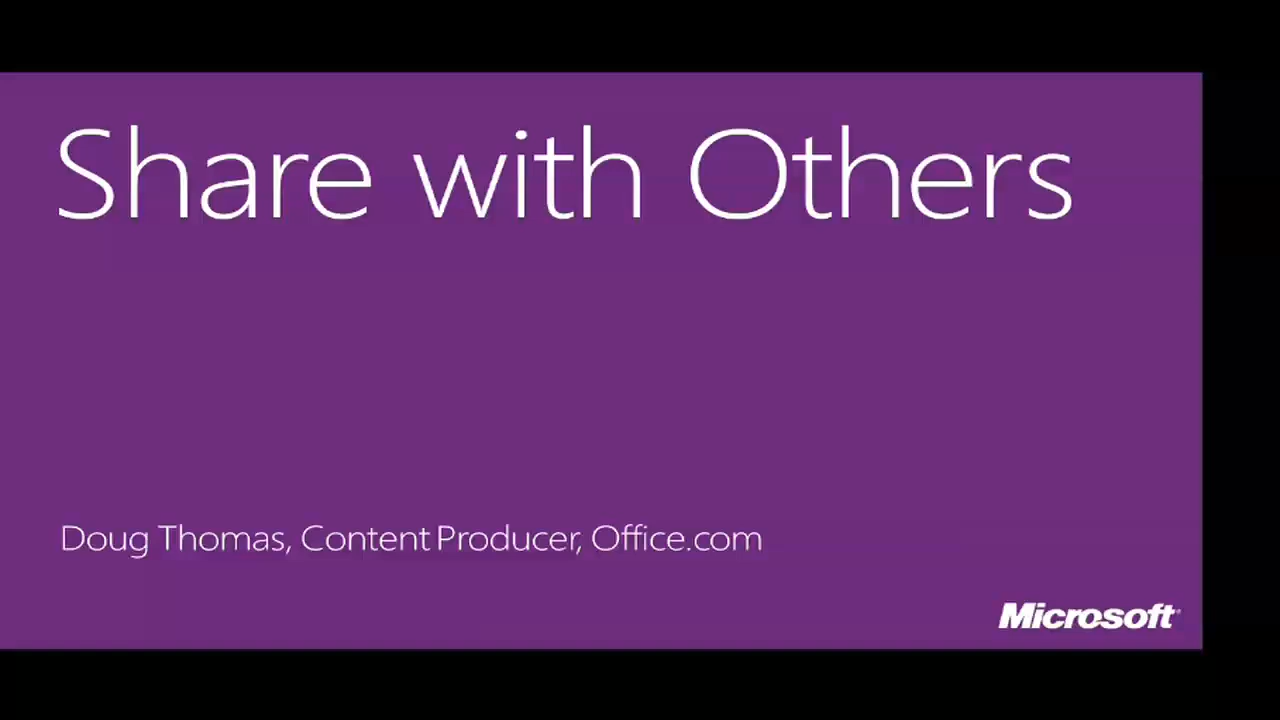 Share with Others
Doug Thomas, Content Producer, Office.com
Microsoft